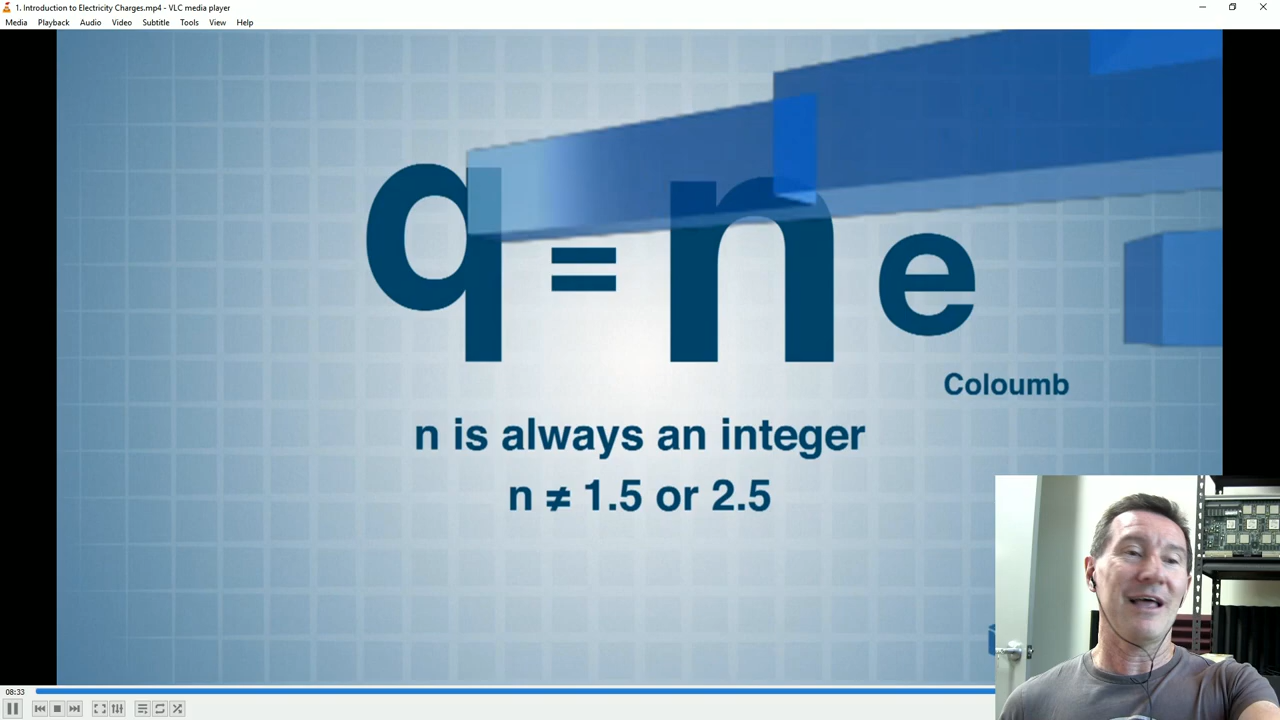 1. Introduction to Electricity Charges.mp4 - VLC media player
Media Playback Audio Video Subtitle Tools View Help
q = n e
Coloumb
n is always an integer
n ≠ 1.5 or 2.5
08:33